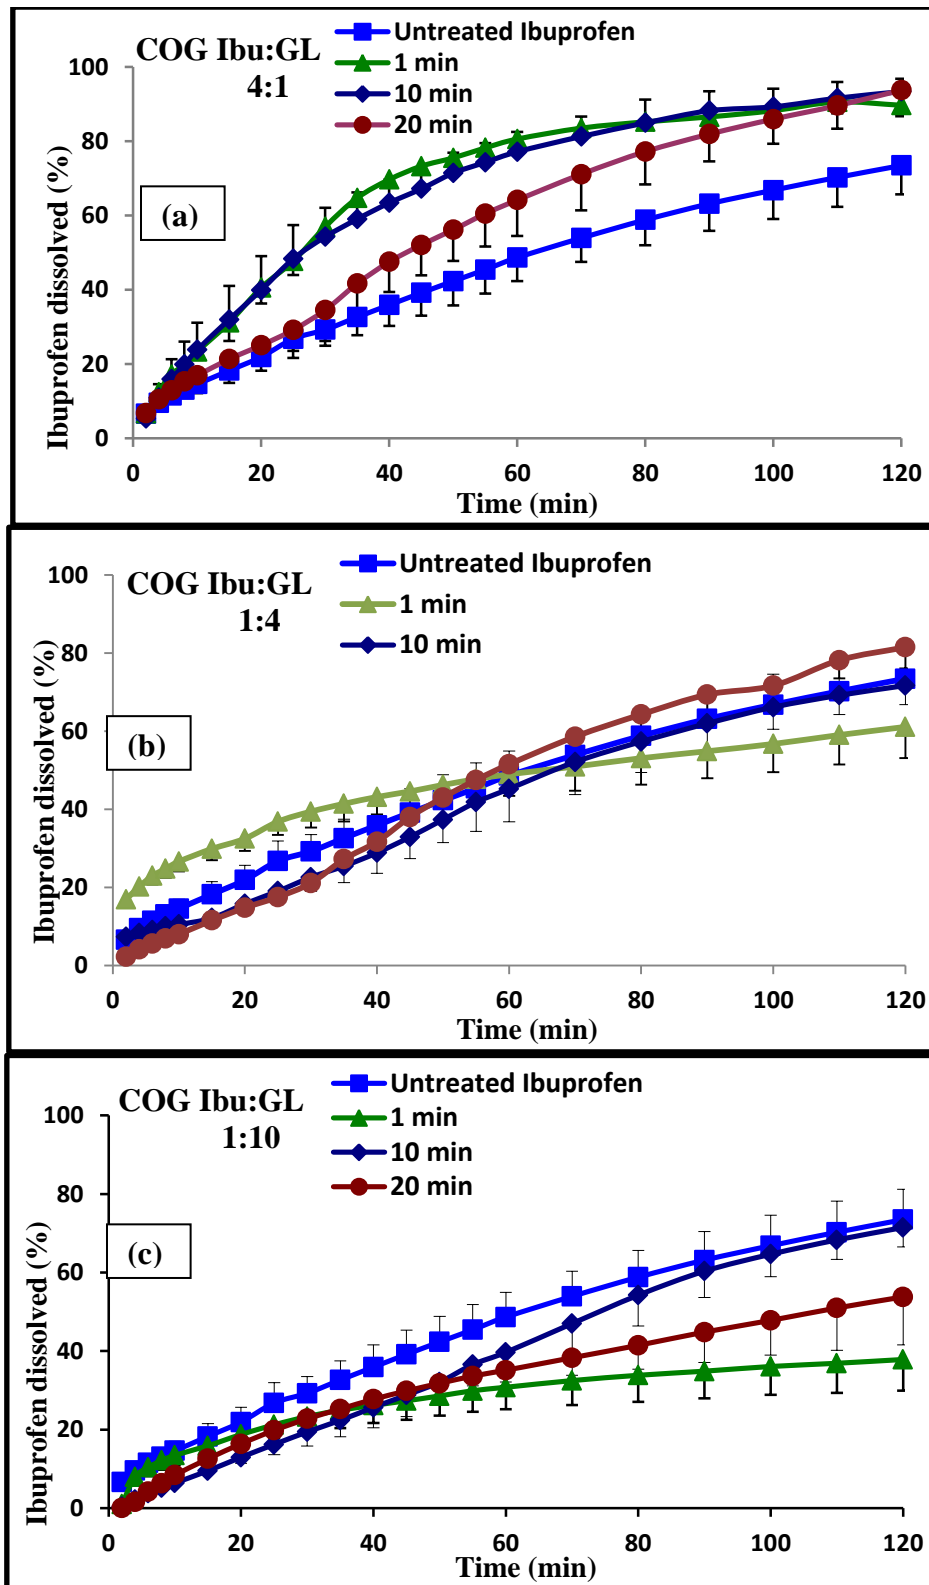 COG Ibu:GL
4:1
Untreated Ibuprofen
1 min
10 min
20 min
(a)
Ibuprofen dissolved (%)
100
80
60
40
20
0
0 20 40 60 80 100 120
Time (min)
COG Ibu:GL
1:4
Untreated Ibuprofen
1 min
10 min
(b)
Ibuprofen dissolved (%)
100
80
60
40
20
0
0 20 40 60 80 100 120
Time (min)
COG Ibu:GL
1:10
Untreated Ibuprofen
1 min
10 min
20 min
(c)
Ibuprofen dissolved (%)
100
80
60
40
20
0
0 20 40 60 80 100 120
Time (min)